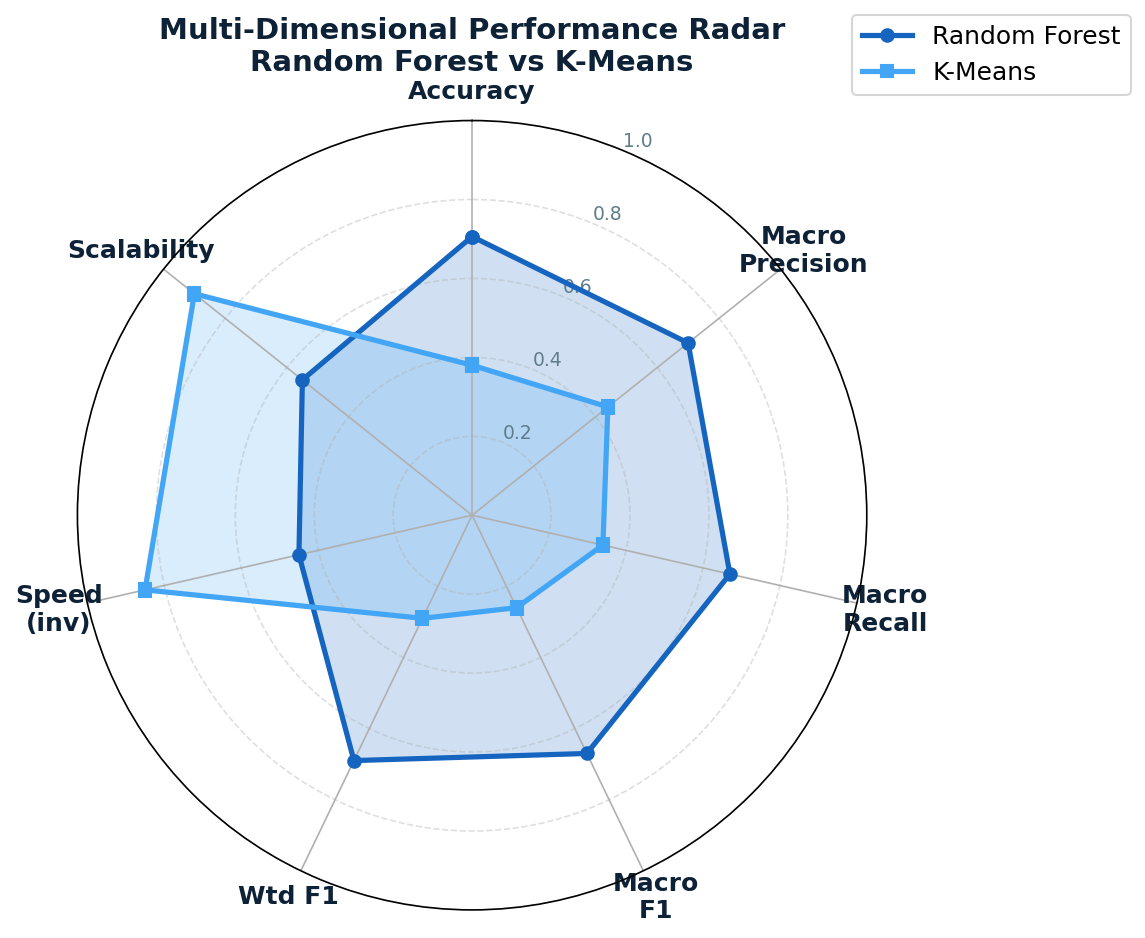 Multi-Dimensional Performance Radar
Random Forest vs K-Means
Random Forest
K-Means
Accuracy
1.0
0.8
0.6
0.4
0.2
Macro
Precision
Scalability
Speed
(inv)
Macro
Recall
Wtd F1
Macro
F1